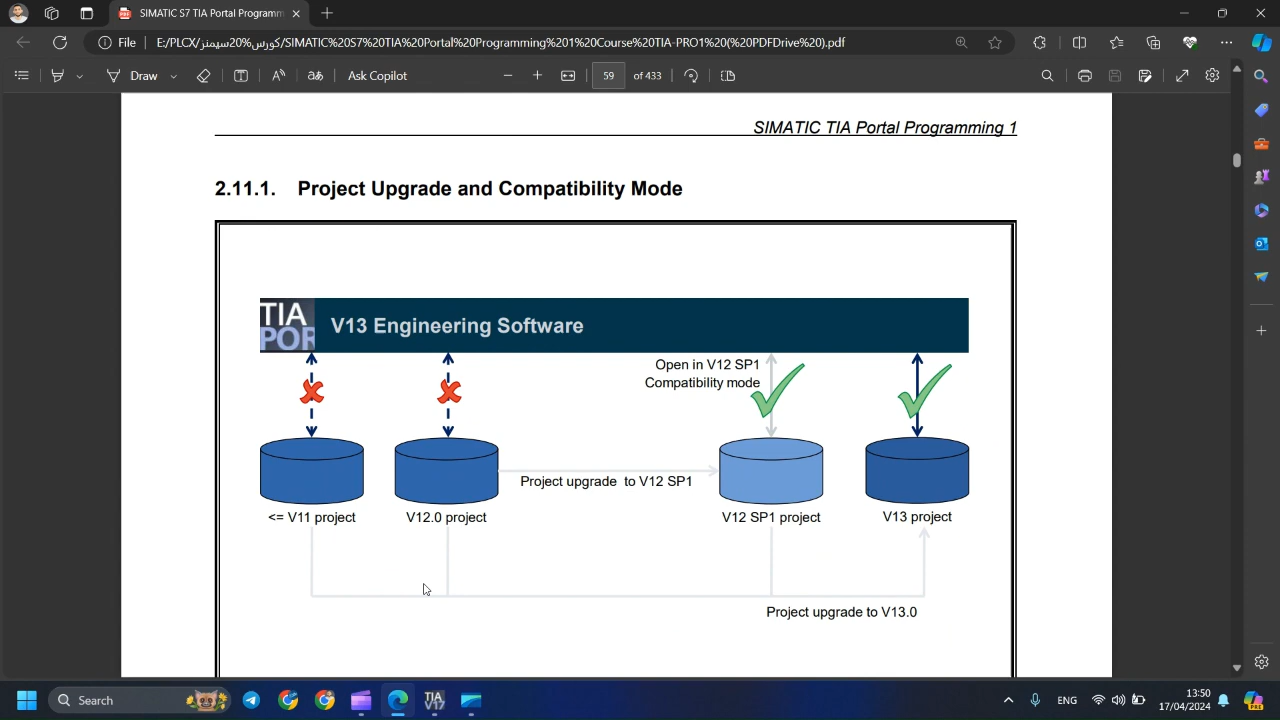 SIMATIC S7 TIA Portal Programm
File
E:/PLCX/كورس%20سيمنز/SIMATIC%20S7%20TIA%20Portal%20Programming%201%20Course%20TIA-PRO1%20(%20PDFDrive%20).pdf
Draw
Ask Copilot
59 of 433
SIMATIC TIA Portal Programming 1
2.11.1. Project Upgrade and Compatibility Mode
TIA
POR
V13 Engineering Software
Open in V12 SP1
Compatibility mode
Project upgrade to V12 SP1
<= V11 project
V12.0 project
V12 SP1 project
V13 project
Project upgrade to V13.0
Search
TIA
V17
ENG
13:50
17/04/2024